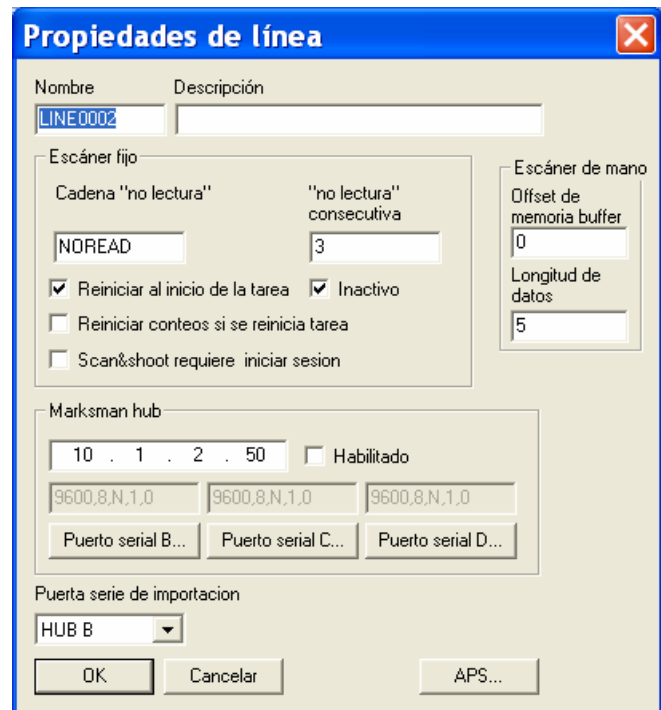 Propiedades de línea
Nombre Descripción
LINE0002
Escáner fijo
Cadena "no lectura" "no lectura" consecutiva
NOREAD 3
Reiniciar al inicio de la tarea Inactivo
Reiniciar conteos si se reinicia tarea
Scan&shoot requiere iniciar sesion
Escáner de mano
Offset de
memoria buffer
0
Longitud de
datos
5
Marksman hub
10 . 1 . 2 . 50 Habilitado
9600,8,N,1,0 9600,8,N,1,0 9600,8,N,1,0
Puerto serial B... Puerto serial C... Puerto serial D...
Puerta serie de importacion
HUB B
OK Cancelar APS...